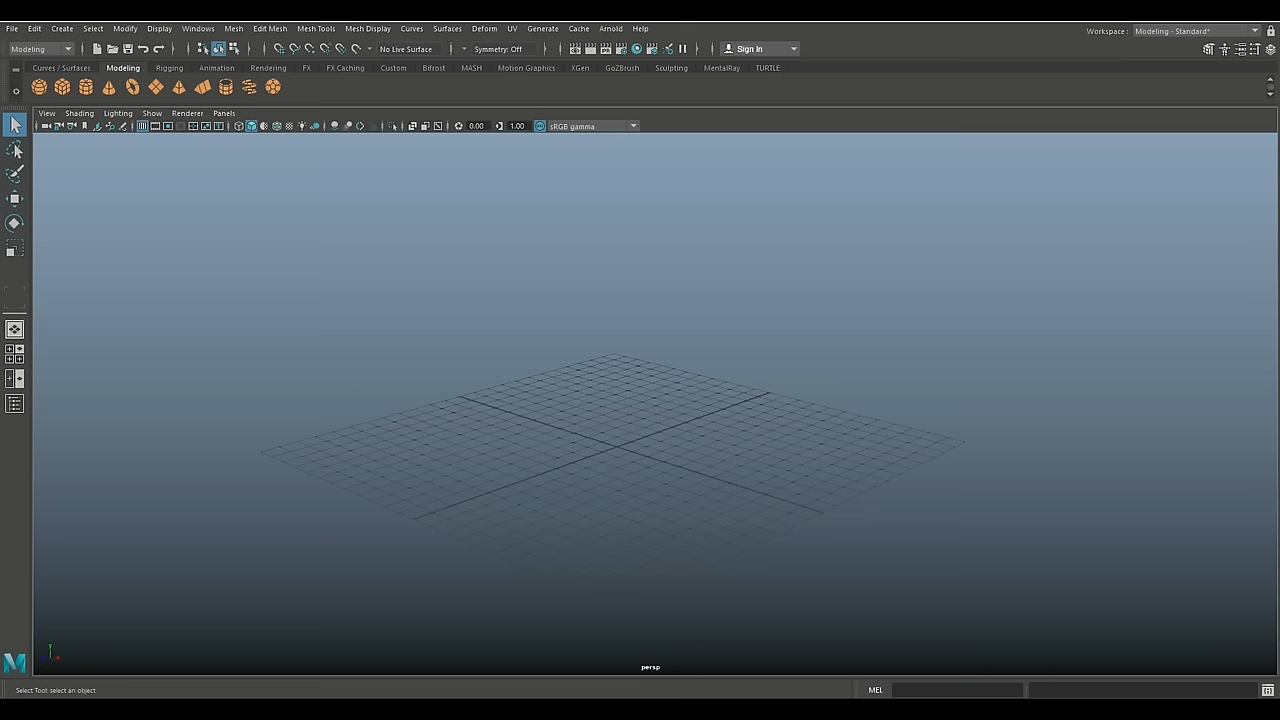 File Edit Create Select Modify Display Windows Mesh Edit Mesh Mesh Tools Mesh Display Curves Surfaces Deform UV Generate Cache Arnold Help
Workspace : Modeling - Standard*
Modeling No Live Surface Symmetry: Off Sign In
Curves / Surfaces Modeling Rigging Animation Rendering FX FX Caching Custom Bifrost MASH Motion Graphics XGen GoZBrush Sculpting MentalRay TURTLE
View Shading Lighting Show Renderer Panels
0.00 1.00 sRGB gamma
persp
Select Tool: select an object MEL